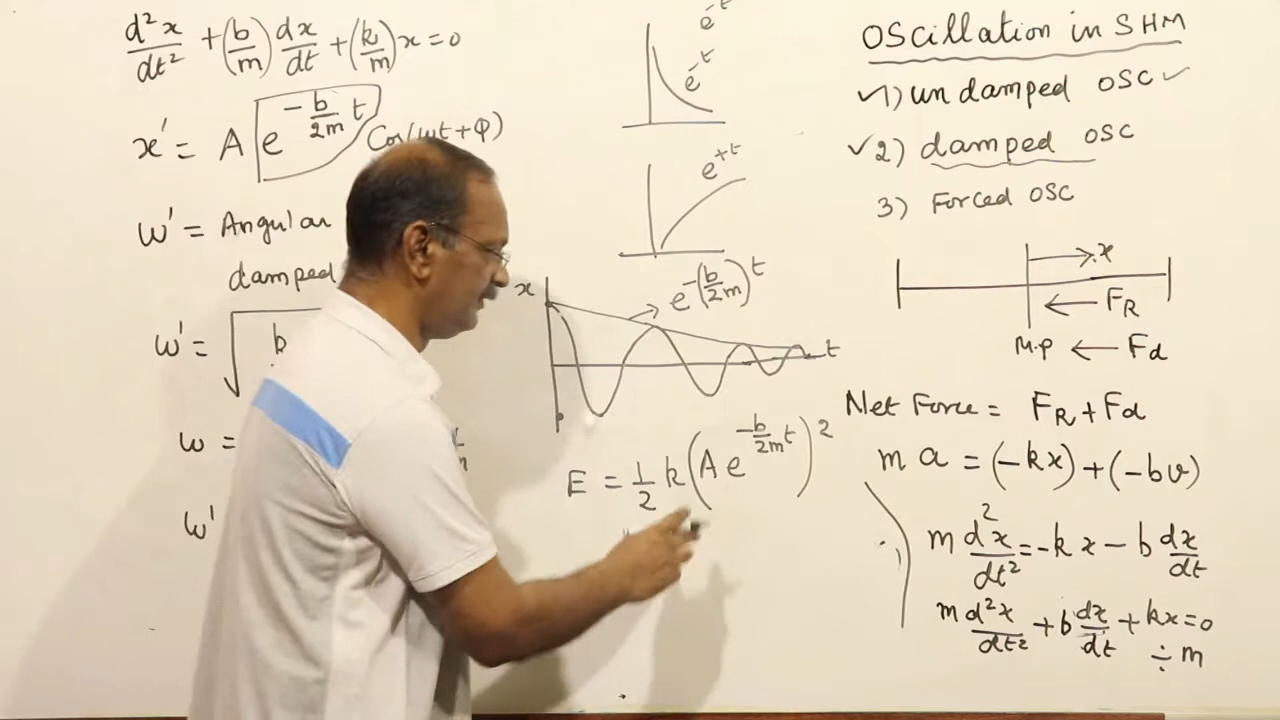 d²x/dt² + (b/m) dx/dt + (k/m) x = 0
x' = A e^(-b/2m t) Cos(ωt + φ)
ω' = Angular
damped
ω' = √ k
ω =
m
ω'
e^-t
e^-t
e^+t
x
e^-(b/2m)t
t
E = 1/2 k (A e^(-b/2m t))²
OScillation in SHM
✓1) undamped OSC ✓
✓2) damped OSC
3) Forced OSC
x
F_R
M.P ← F_d
Net Force = F_R + F_d
m a = (-kx) + (-bv)
m d²x/dt² = -kx - b dx/dt
m d²x/dt² + b dx/dt + kx = 0
÷ m